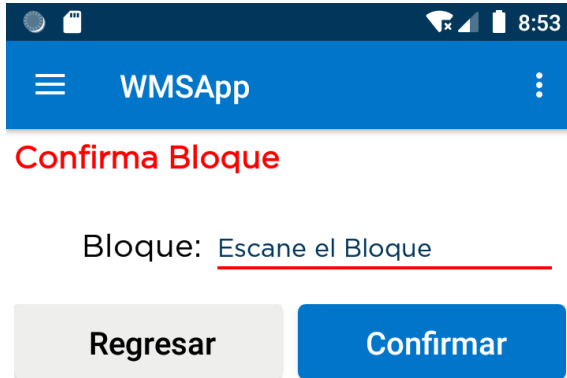 8:53
WMSApp
Confirma Bloque
Bloque: Escane el Bloque
Regresar Confirmar